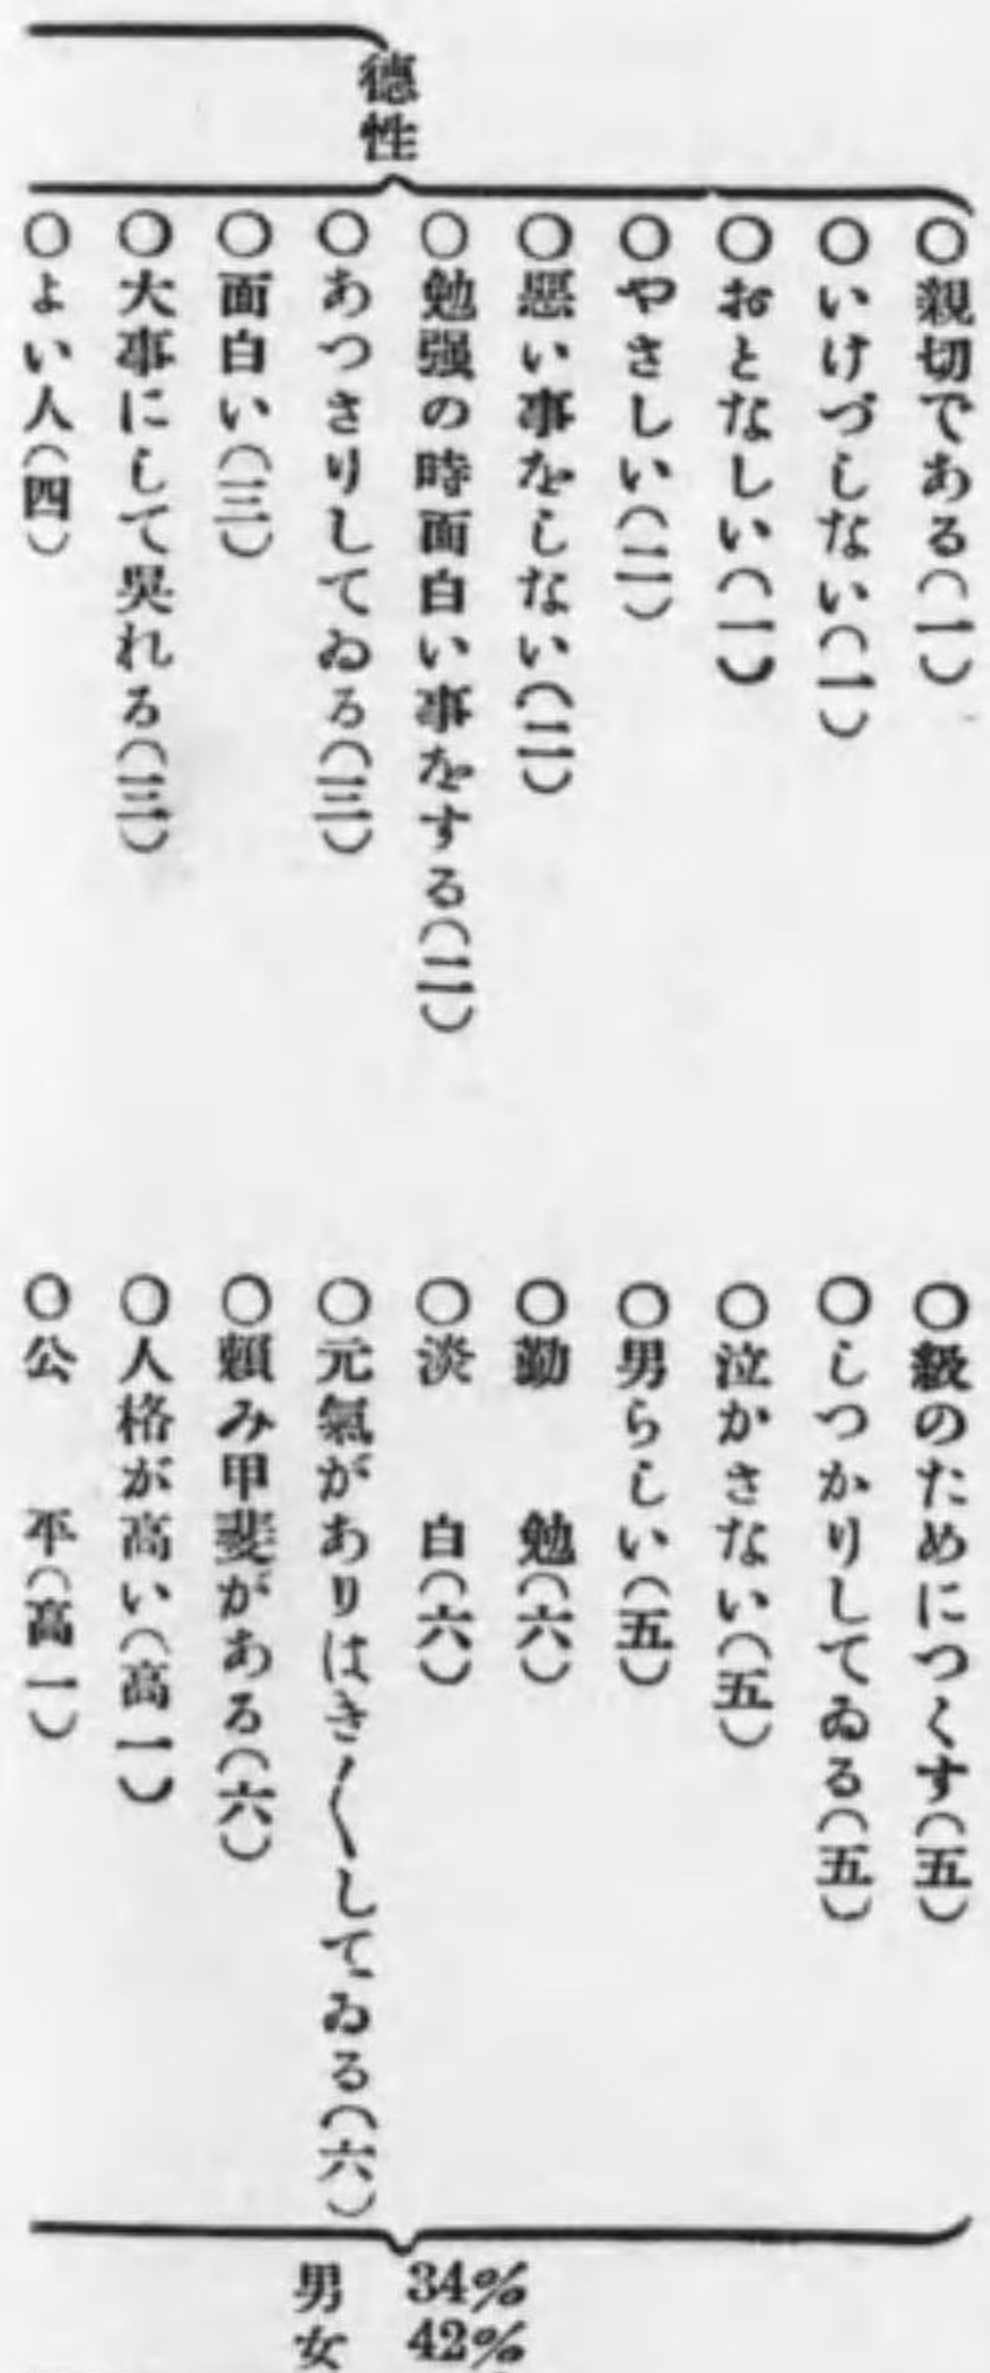 德性
○親切である(一)
○いけづしない(一)
○おとなしい(一)
○やさしい(二)
○悪い事をしない(二)
○勉强の時面白い事をする(二)
○あつさりしてゐる(三)
○面白い(三)
○大事にして吳れる(三)
○よい人(四)
○級のためにつくす(五)
○しつかりしてゐる(五)
○泣かさない(五)
○男らしい(五)
○勤 勉(六)
○淡 白(六)
○元氣がありはき〱してゐる(六)
○賴み甲斐がある(六)
○人格が高い(高一)
○公 平(高一)
男 34%
女 42%